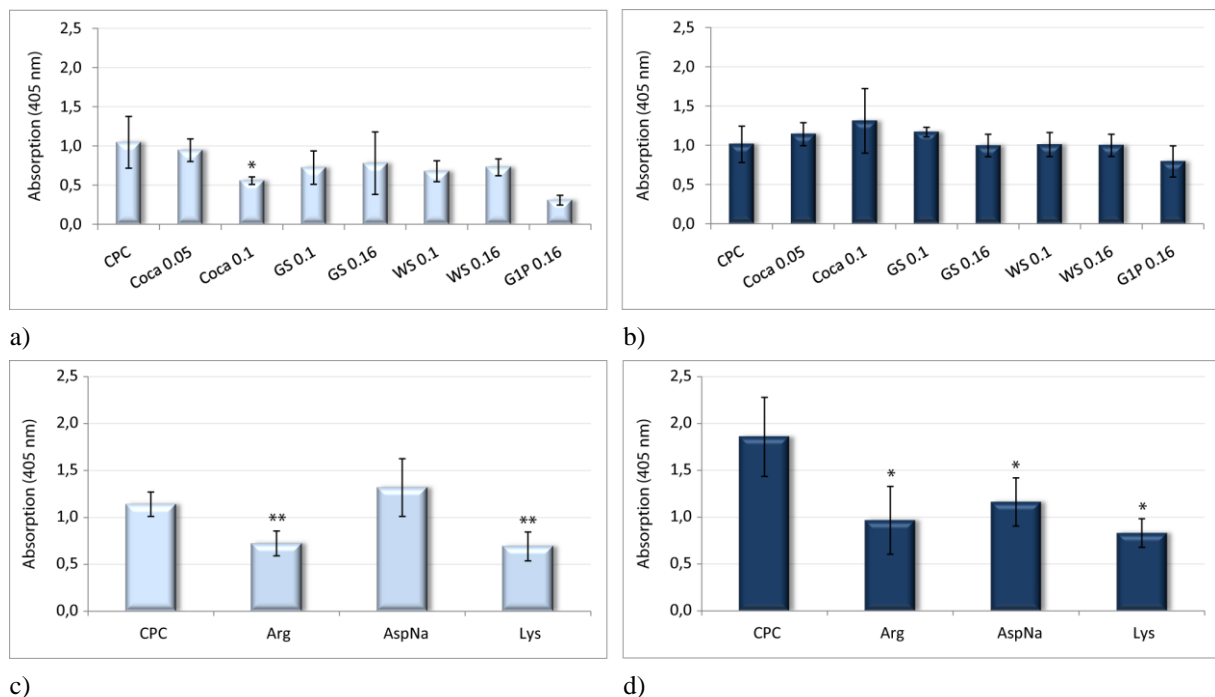 2,5
2,0
1,5
1,0
0,5
0,0
Absorption (405 nm)
*
CPC
Coca 0.05
Coca 0.1
GS 0.1
GS 0.16
WS 0.1
WS 0.16
G1P 0.16
a)
2,5
2,0
1,5
1,0
0,5
0,0
Absorption (405 nm)
CPC
Coca 0.05
Coca 0.1
GS 0.1
GS 0.16
WS 0.1
WS 0.16
G1P 0.16
b)
2,5
2,0
1,5
1,0
0,5
0,0
Absorption (405 nm)
**
**
CPC
Arg
AspNa
Lys
c)
2,5
2,0
1,5
1,0
0,5
0,0
Absorption (405 nm)
*
*
*
CPC
Arg
AspNa
Lys
d)